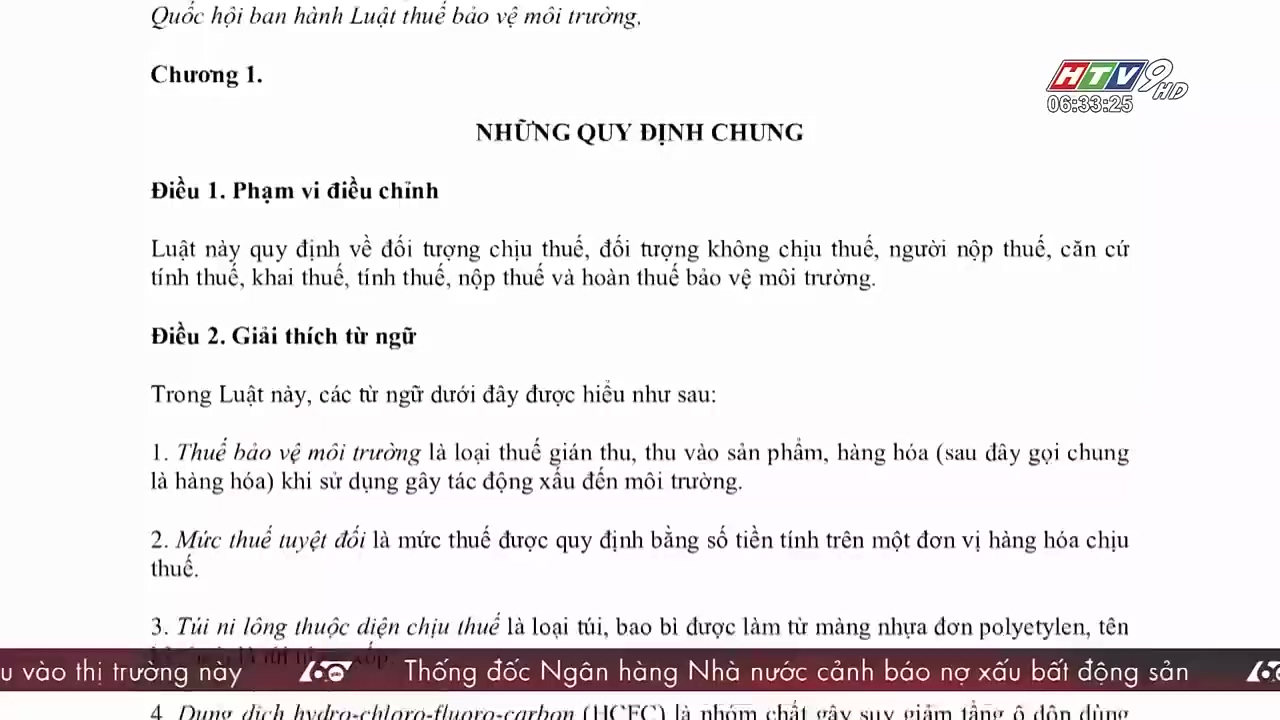 Quốc hội ban hành Luật thuế bảo vệ môi trường.
Chương 1.
HTV9 HD
06:33:25
NHỮNG QUY ĐỊNH CHUNG
Điều 1. Phạm vi điều chỉnh
Luật này quy định về đối tượng chịu thuế, đối tượng không chịu thuế, người nộp thuế, căn cứ
tính thuế, khai thuế, tính thuế, nộp thuế và hoàn thuế bảo vệ môi trường.
Điều 2. Giải thích từ ngữ
Trong Luật này, các từ ngữ dưới đây được hiểu như sau:
1. Thuế bảo vệ môi trường là loại thuế gián thu, thu vào sản phẩm, hàng hóa (sau đây gọi chung
là hàng hóa) khi sử dụng gây tác động xấu đến môi trường.
2. Mức thuế tuyệt đối là mức thuế được quy định bằng số tiền tính trên một đơn vị hàng hóa chịu
thuế.
3. Túi ni lông thuộc diện chịu thuế là loại túi, bao bì được làm từ màng nhựa đơn polyetylen, tên
vào thị trường này 60 Thống đốc Ngân hàng Nhà nước cảnh báo nợ xấu bất động sản
4. Dung dịch hydro-chloro-fluoro-carbon (HCFC) là nhóm chất gây suy giảm tầng ô dôn dùng